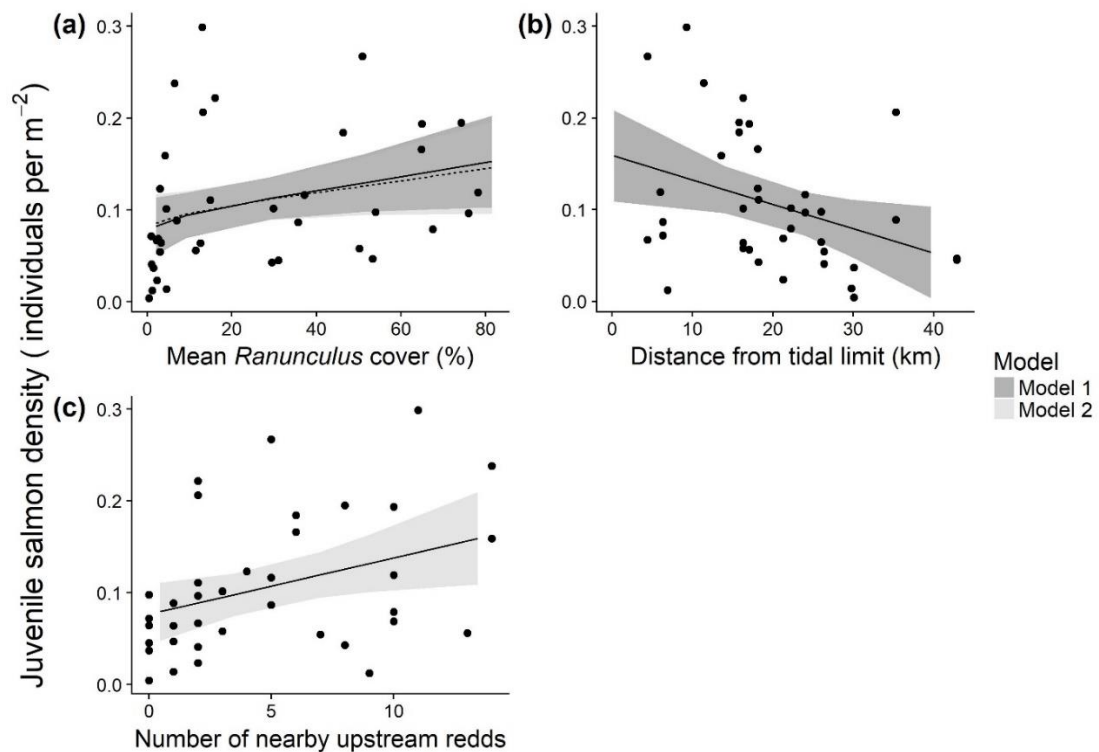 Juvenile salmon density ( individuals per m⁻²)
(a)
0.3
0.2
0.1
0.0
0 20 40 60 80
Mean Ranunculus cover (%)
(b)
0.3
0.2
0.1
0.0
0 10 20 30 40
Distance from tidal limit (km)
Model
Model 1
Model 2
(c)
0.3
0.2
0.1
0.0
0 5 10
Number of nearby upstream redds